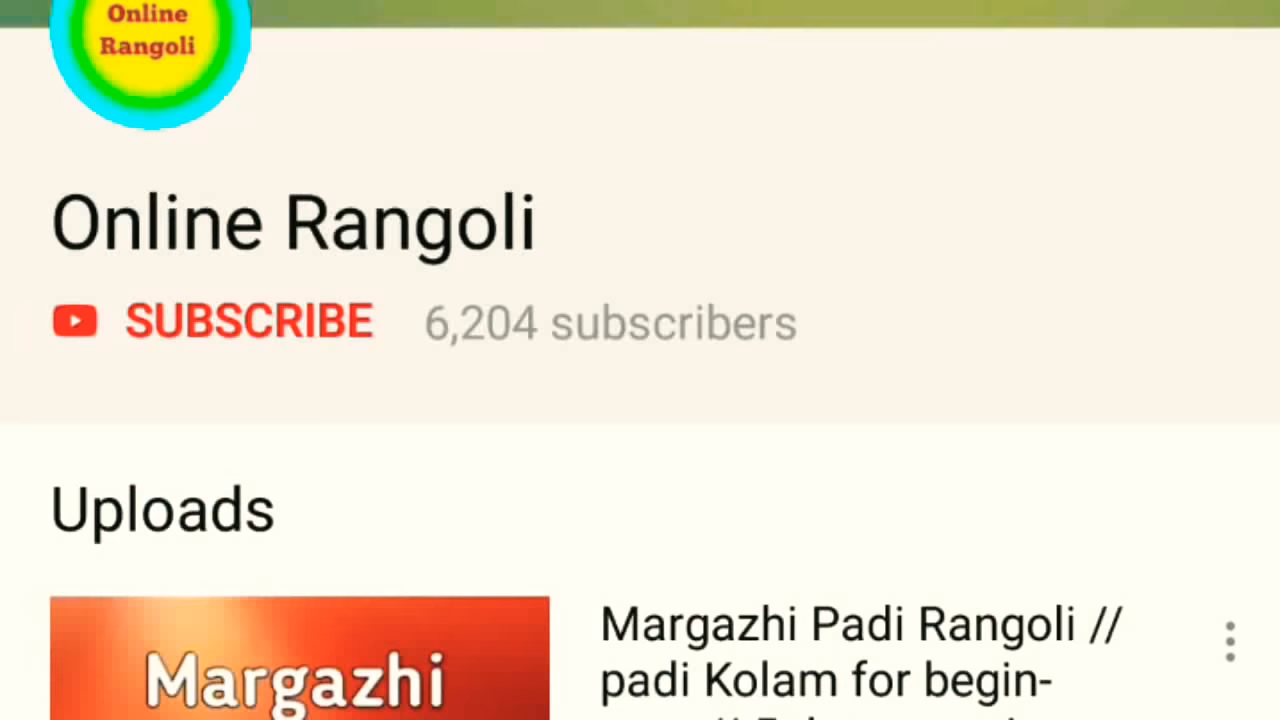 Online
Rangoli
Online Rangoli
SUBSCRIBE 6,204 subscribers
Uploads
Margazhi
Margazhi Padi Rangoli //
padi Kolam for begin-